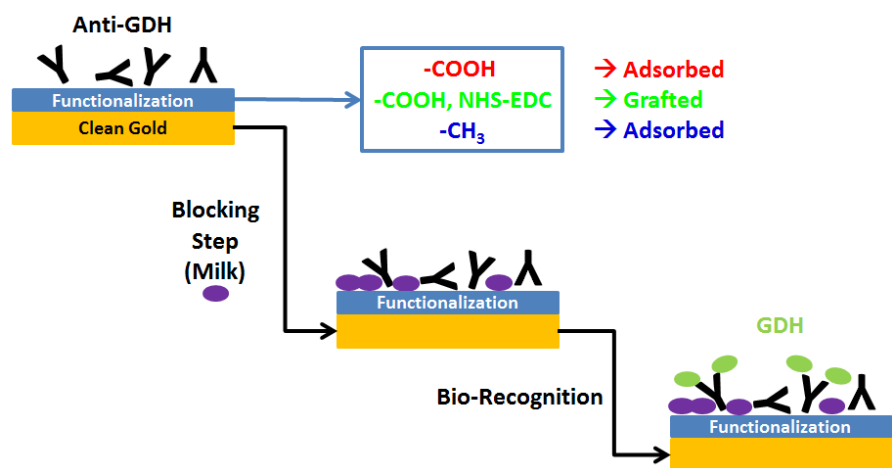 Anti-GDH
Functionalization
Clean Gold
-COOH
-COOH, NHS-EDC
-CH₃
→ Adsorbed
→ Grafted
→ Adsorbed
Blocking
Step
(Milk)
Functionalization
Bio-Recognition
GDH
Functionalization